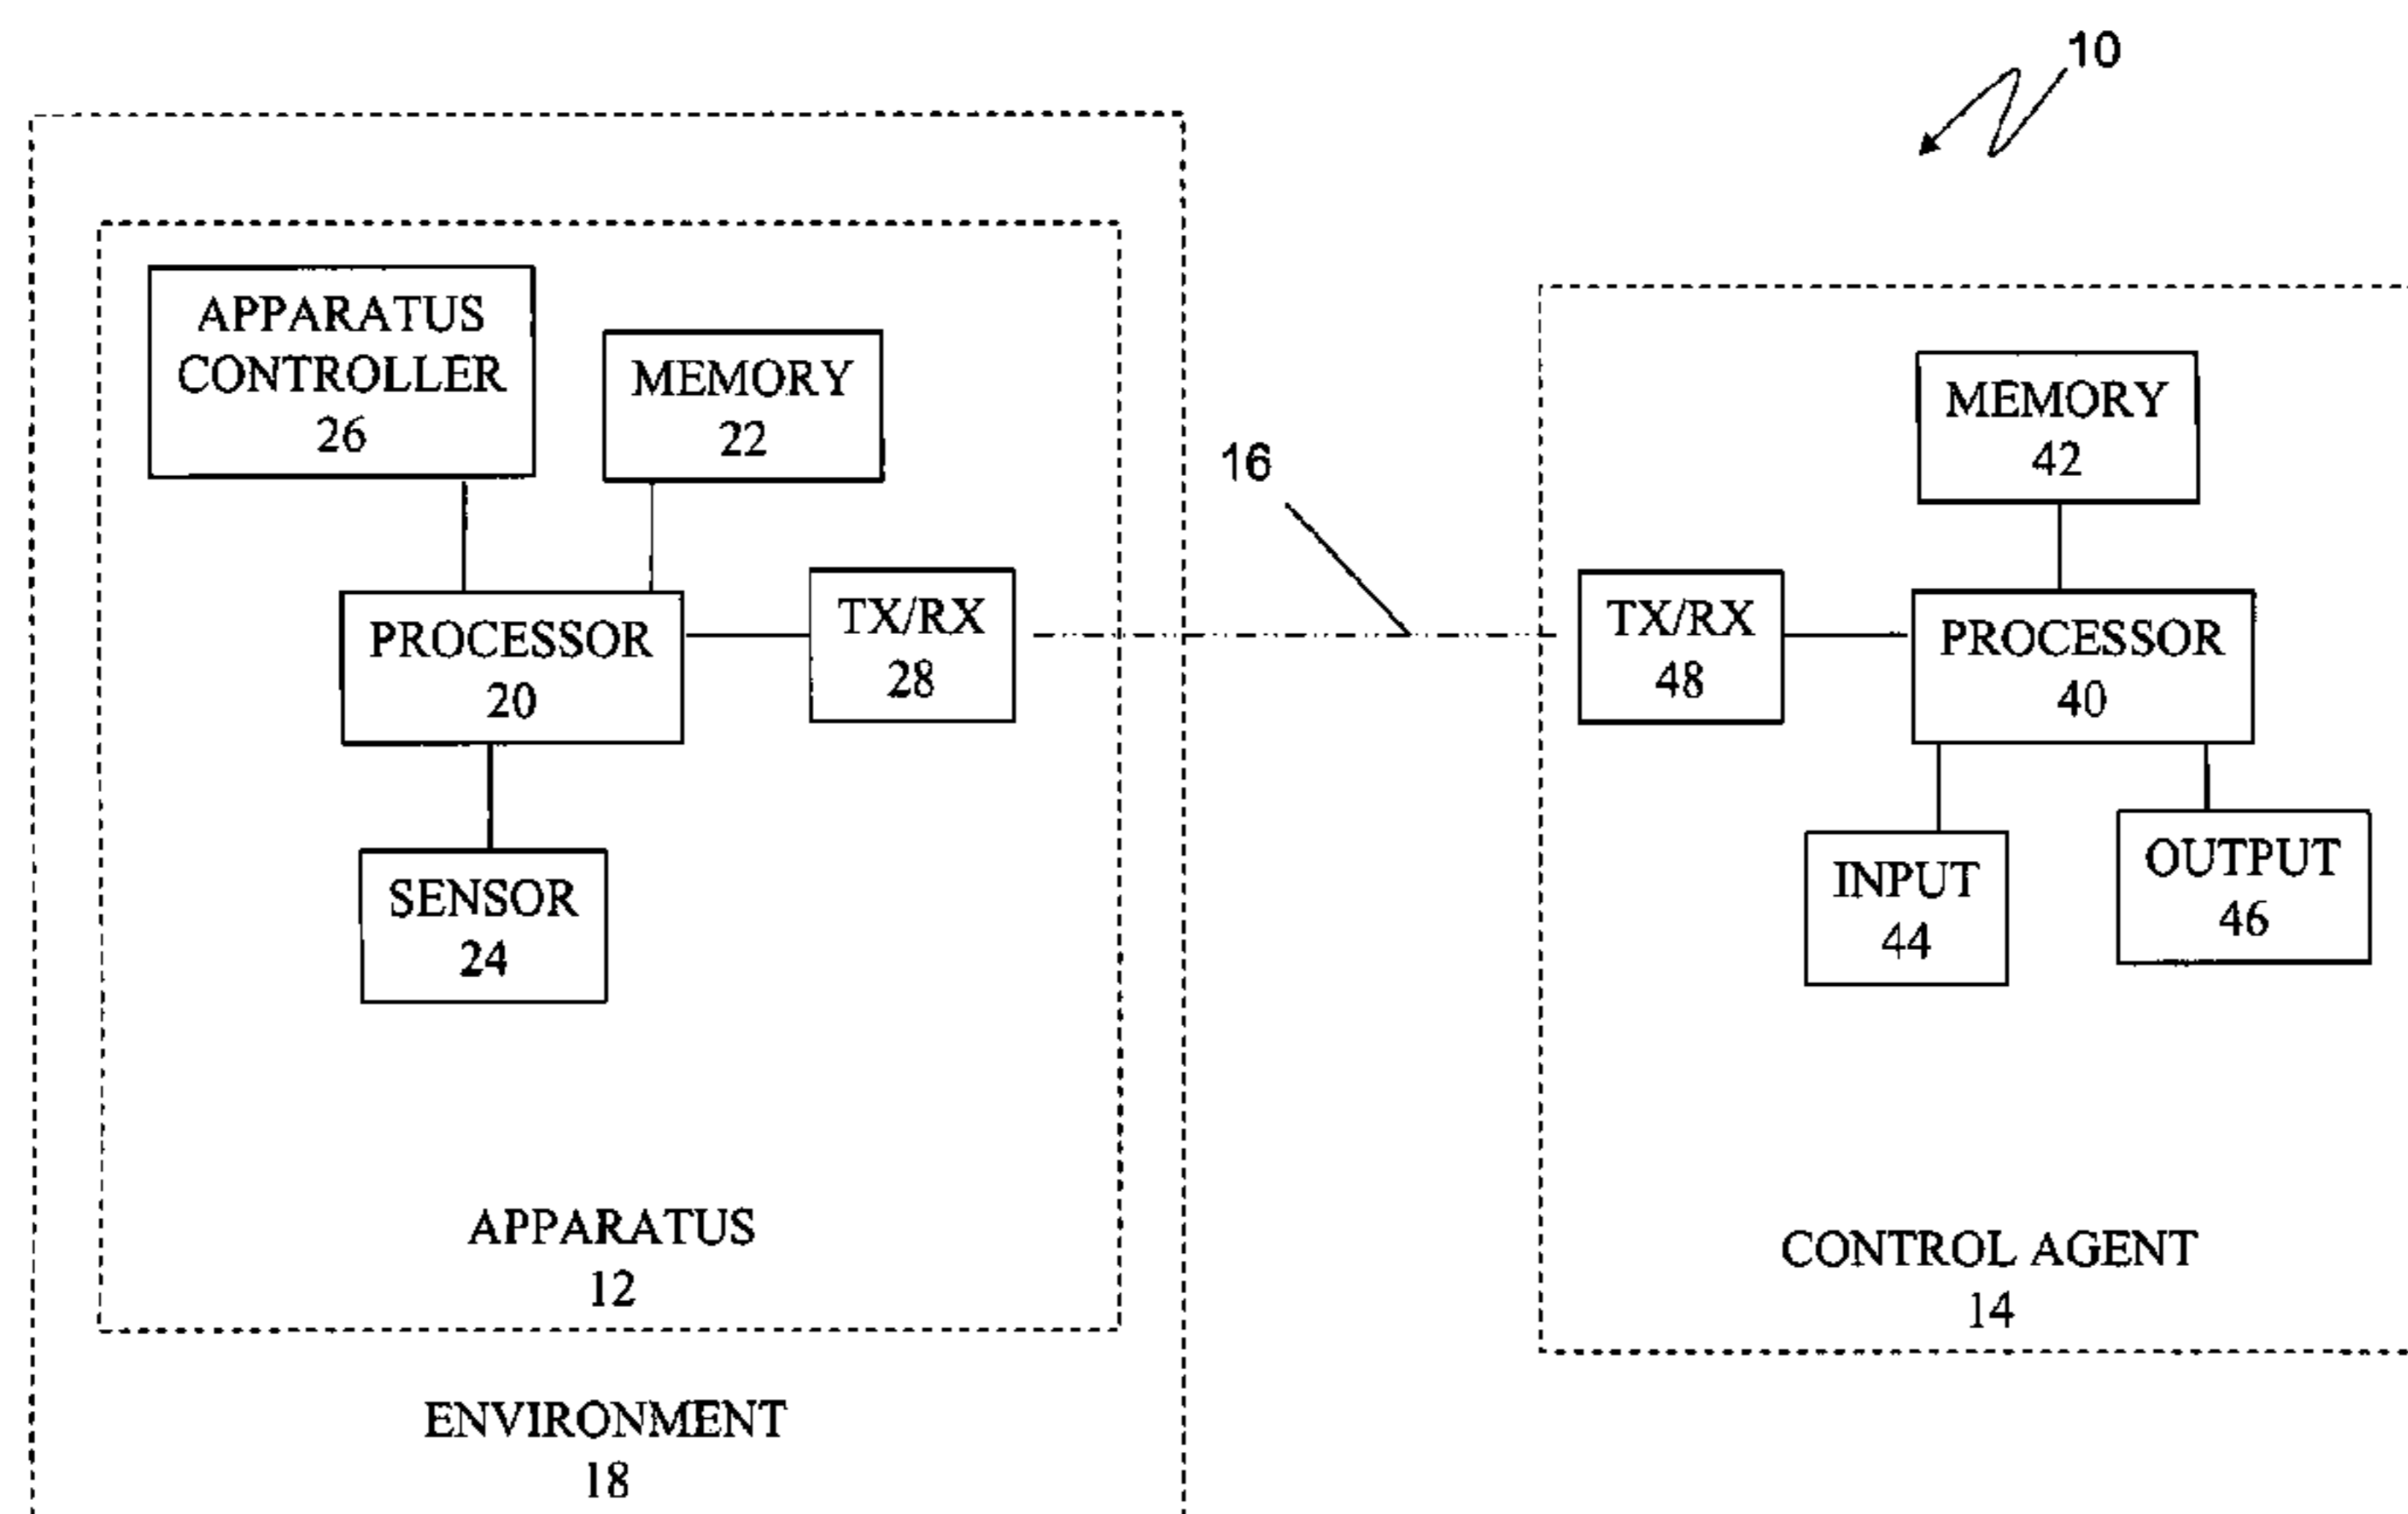 10
APPARATUS
CONTROLLER
26
MEMORY
22
PROCESSOR
20
TX/RX
28
SENSOR
24
APPARATUS
12
ENVIRONMENT
18
16
MEMORY
42
TX/RX
48
PROCESSOR
40
INPUT
44
OUTPUT
46
CONTROL AGENT
14